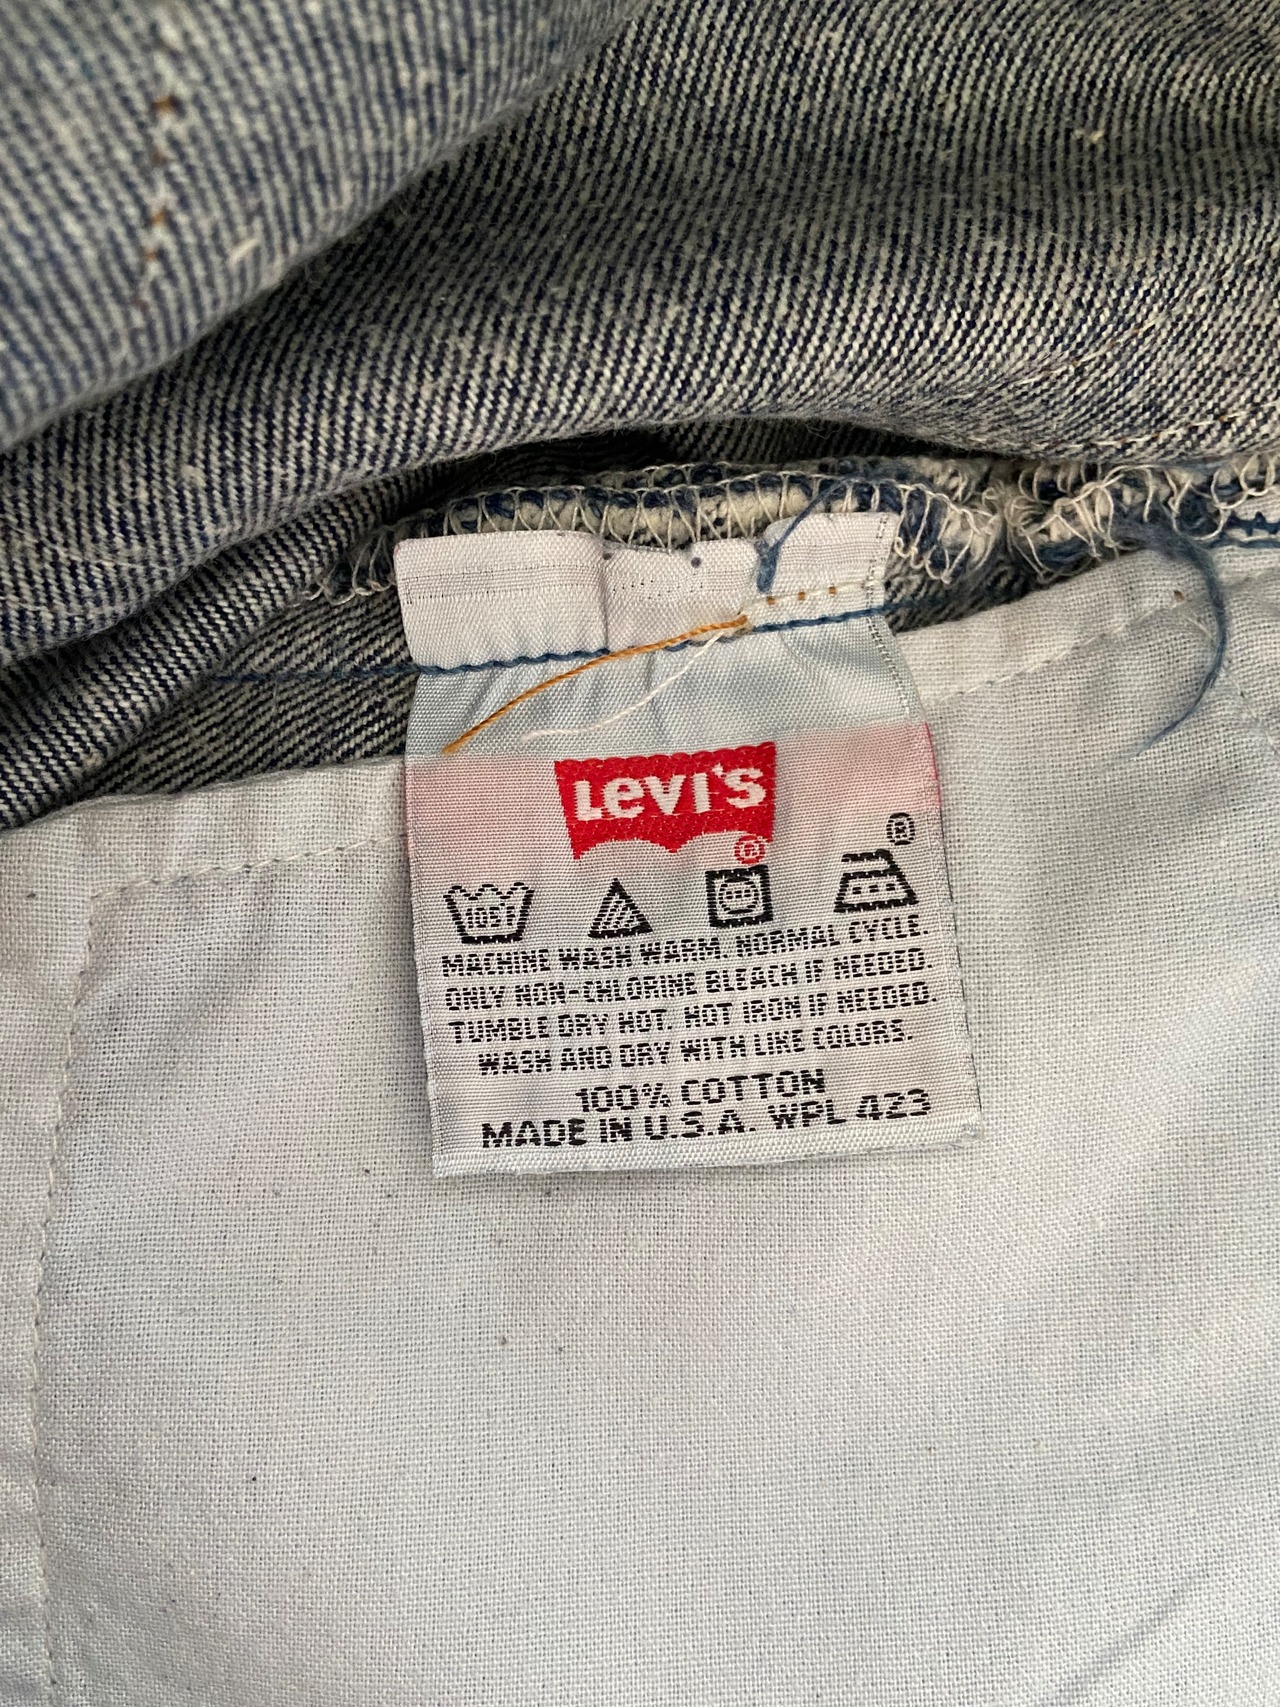 Levi's
®
®
105F
MACHINE WASH WARM. NORMAL CYCLE.
ONLY NON-CHLORINE BLEACH IF NEEDED.
TUMBLE DRY HOT. HOT IRON IF NEEDED.
WASH AND DRY WITH LIKE COLORS.
100% COTTON
MADE IN U.S.A. WPL 423